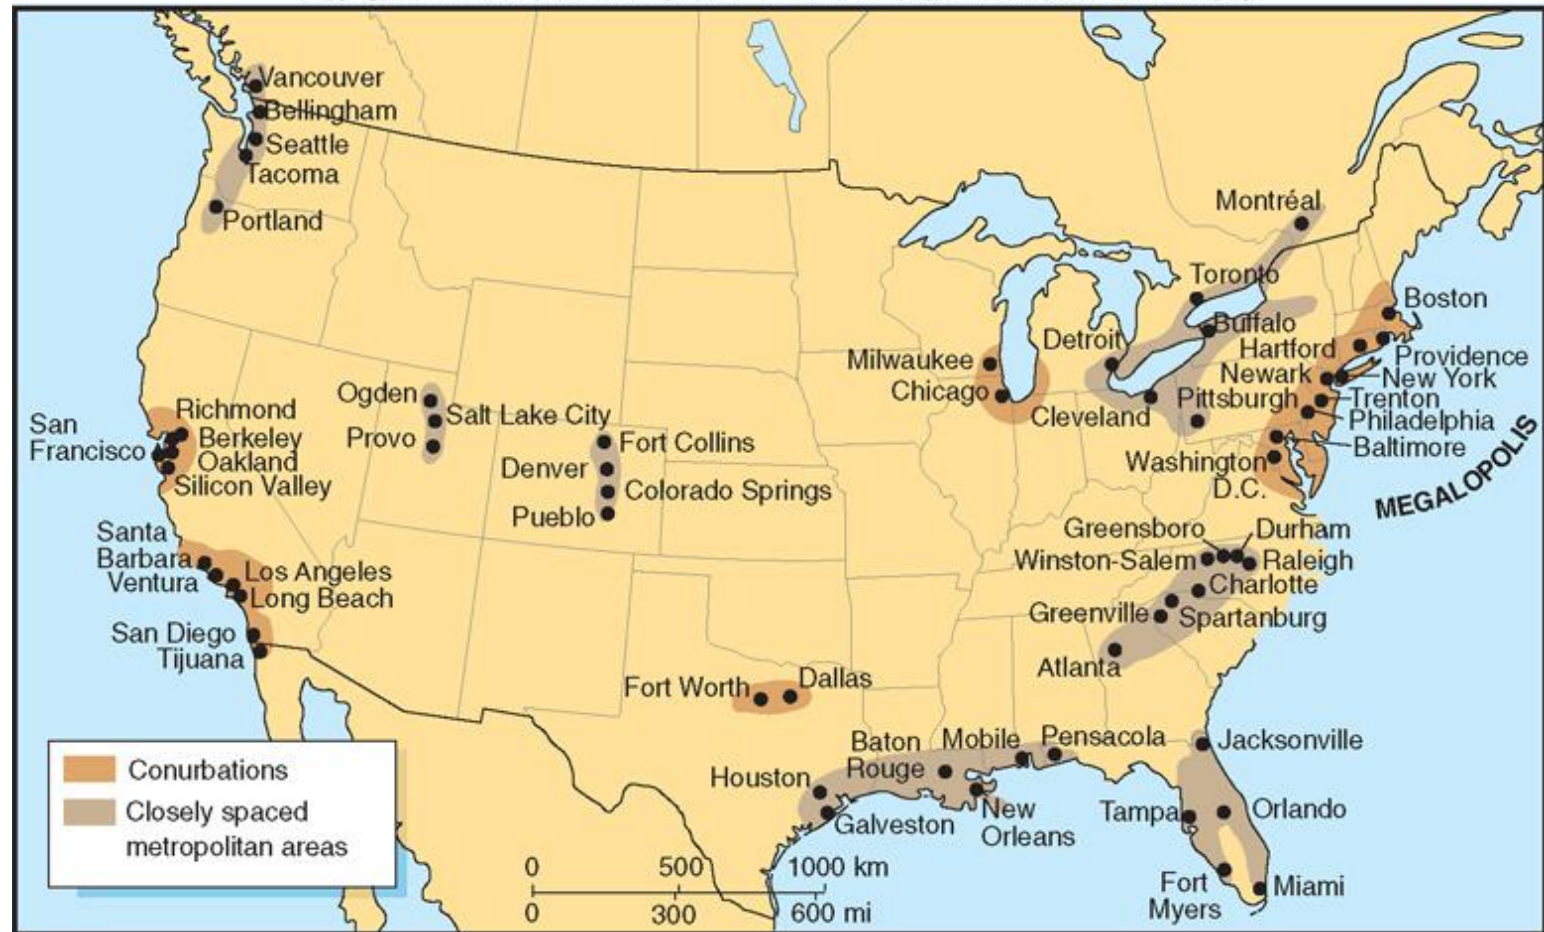 Vancouver
Bellingham
Seattle
Tacoma
Portland
Montréal
Toronto
Buffalo
Detroit
Milwaukee
Chicago
Cleveland
Pittsburgh
Boston
Hartford
Providence
Newark
New York
Trenton
Philadelphia
Baltimore
Washington
D.C.
MEGALOPOLIS
Ogden
Salt Lake City
Provo
Fort Collins
Denver
Colorado Springs
Pueblo
San
Francisco
Richmond
Berkeley
Oakland
Silicon Valley
Santa
Barbara
Ventura
Los Angeles
Long Beach
San Diego
Tijuana
Greensboro
Durham
Winston-Salem
Raleigh
Charlotte
Greenville
Spartanburg
Atlanta
Fort Worth
Dallas
Houston
Galveston
Baton
Rouge
New
Orleans
Mobile
Pensacola
Jacksonville
Tampa
Orlando
Fort
Myers
Miami
Conurbations
Closely spaced
metropolitan areas
0 500 1000 km
0 300 600 mi